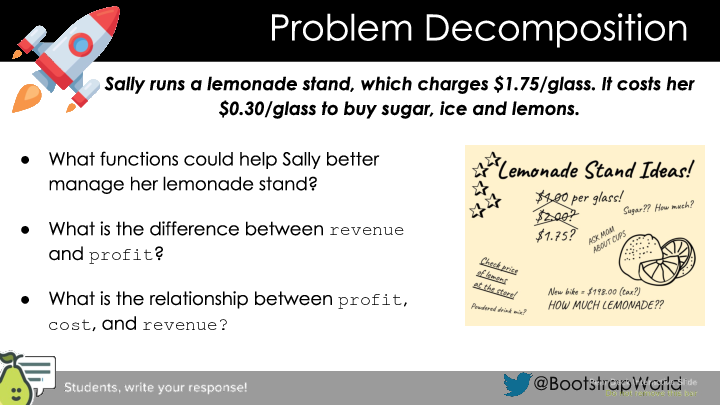 Problem Decomposition
Sally runs a lemonade stand, which charges $1.75/glass. It costs her
$0.30/glass to buy sugar, ice and lemons.
● What functions could help Sally better
manage her lemonade stand?
● What is the difference between revenue
and profit?
● What is the relationship between profit,
cost, and revenue?
Lemonade Stand Ideas!
$1.00 per glass!
$2.00?
$1.75?
Sugar?? How much?
ASK MOM
ABOUT CUPS
Check price
of lemons
at the store!
Powdered drink mix?
New bike = $198.00 (tax?)
HOW MUCH LEMONADE??
Students, write your response!
@BootstrapWorld